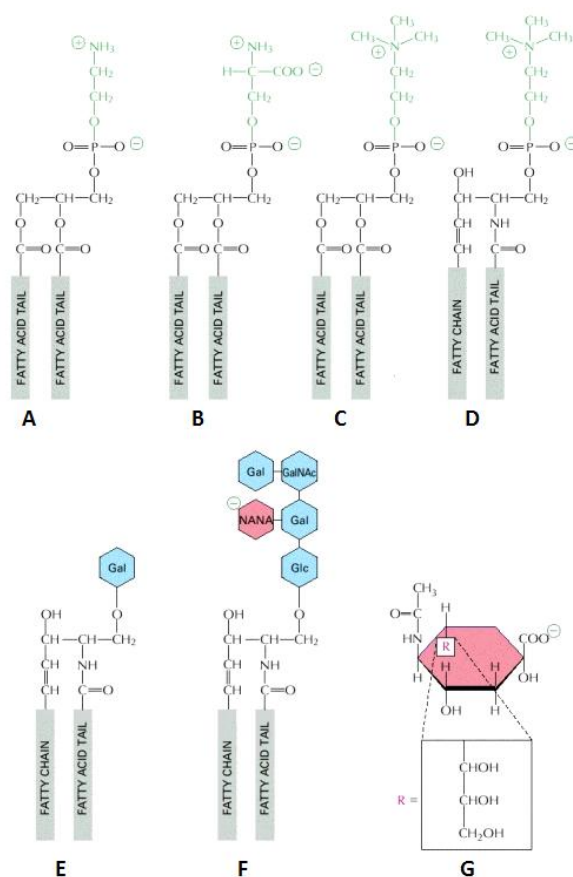 ⊕ NH₃
CH₂
CH₂
O
O=P—O ⊖
O
CH₂—CH—CH₂
O O
C=O C=O
FATTY ACID TAIL
FATTY ACID TAIL
A
⊕ NH₃
H—C—COO ⊖
CH₂
O
O=P—O ⊖
O
CH₂—CH—CH₂
O O
C=O C=O
FATTY ACID TAIL
FATTY ACID TAIL
B
CH₃
CH₃ N CH₃
⊕
CH₂
CH₂
O
O=P—O ⊖
O
CH₂—CH—CH₂
O O
C=O C=O
FATTY ACID TAIL
FATTY ACID TAIL
C
CH₃
CH₃ N CH₃
⊕
CH₂
CH₂
O
O=P—O ⊖
O
OH
CH—CH—CH₂
CH NH
CH C=O
FATTY CHAIN
FATTY ACID TAIL
D
Gal
OH O
CH—CH—CH₂
CH NH
CH C=O
FATTY CHAIN
FATTY ACID TAIL
E
Gal GalNAc
⊖
NANA Gal
Glc
OH O
CH—CH—CH₂
CH NH
CH C=O
FATTY CHAIN
FATTY ACID TAIL
F
CH₃
O=C H
HN R COO ⊖
H H H OH
OH H
R =
CHOH
CHOH
CH₂OH
G